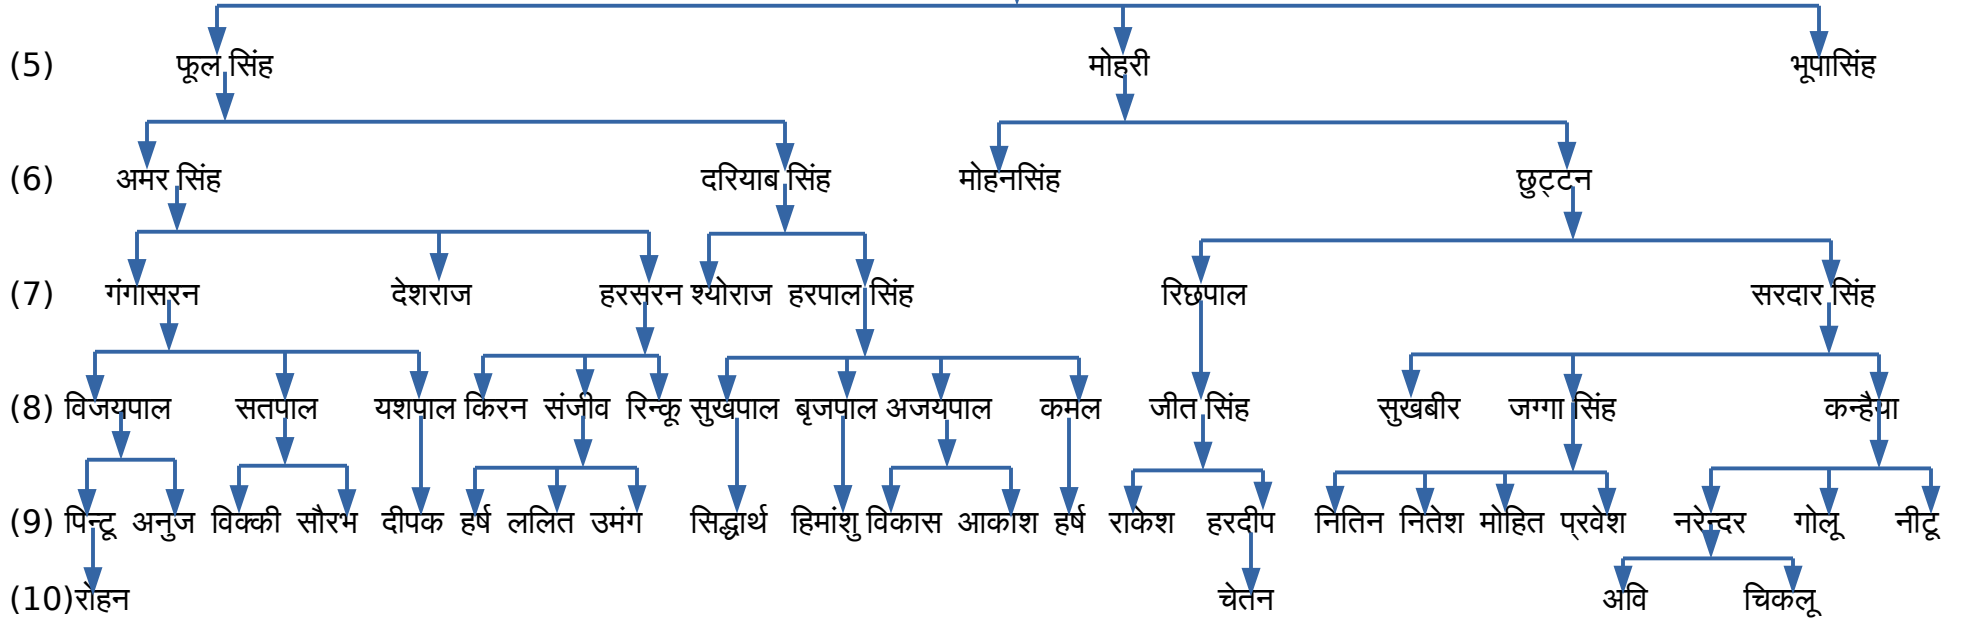 (5) फूल सिंह मोहरी भूपासिंह
(6) अमर सिंह दरियाब सिंह मोहनसिंह छुट्टन
(7) गंगासरन देशराज हरसरन श्योराज हरपाल सिंह रिछपाल सरदार सिंह
(8) विजयपाल सतपाल यशपाल किरन संजीव रिन्कू सुखपाल बृजपाल अजयपाल कमल जीत सिंह सुखबीर जग्गा सिंह कन्हैया
(9) पिन्टू अनुज विक्की सौरभ दीपक हर्ष ललित उमंग सिद्धार्थ हिमांशु विकास आकाश हर्ष राकेश हरदीप नितिन नितेश मोहित प्रवेश नरेन्दर गोलू नीटू
(10) रोहन चेतन अवि चिकलू